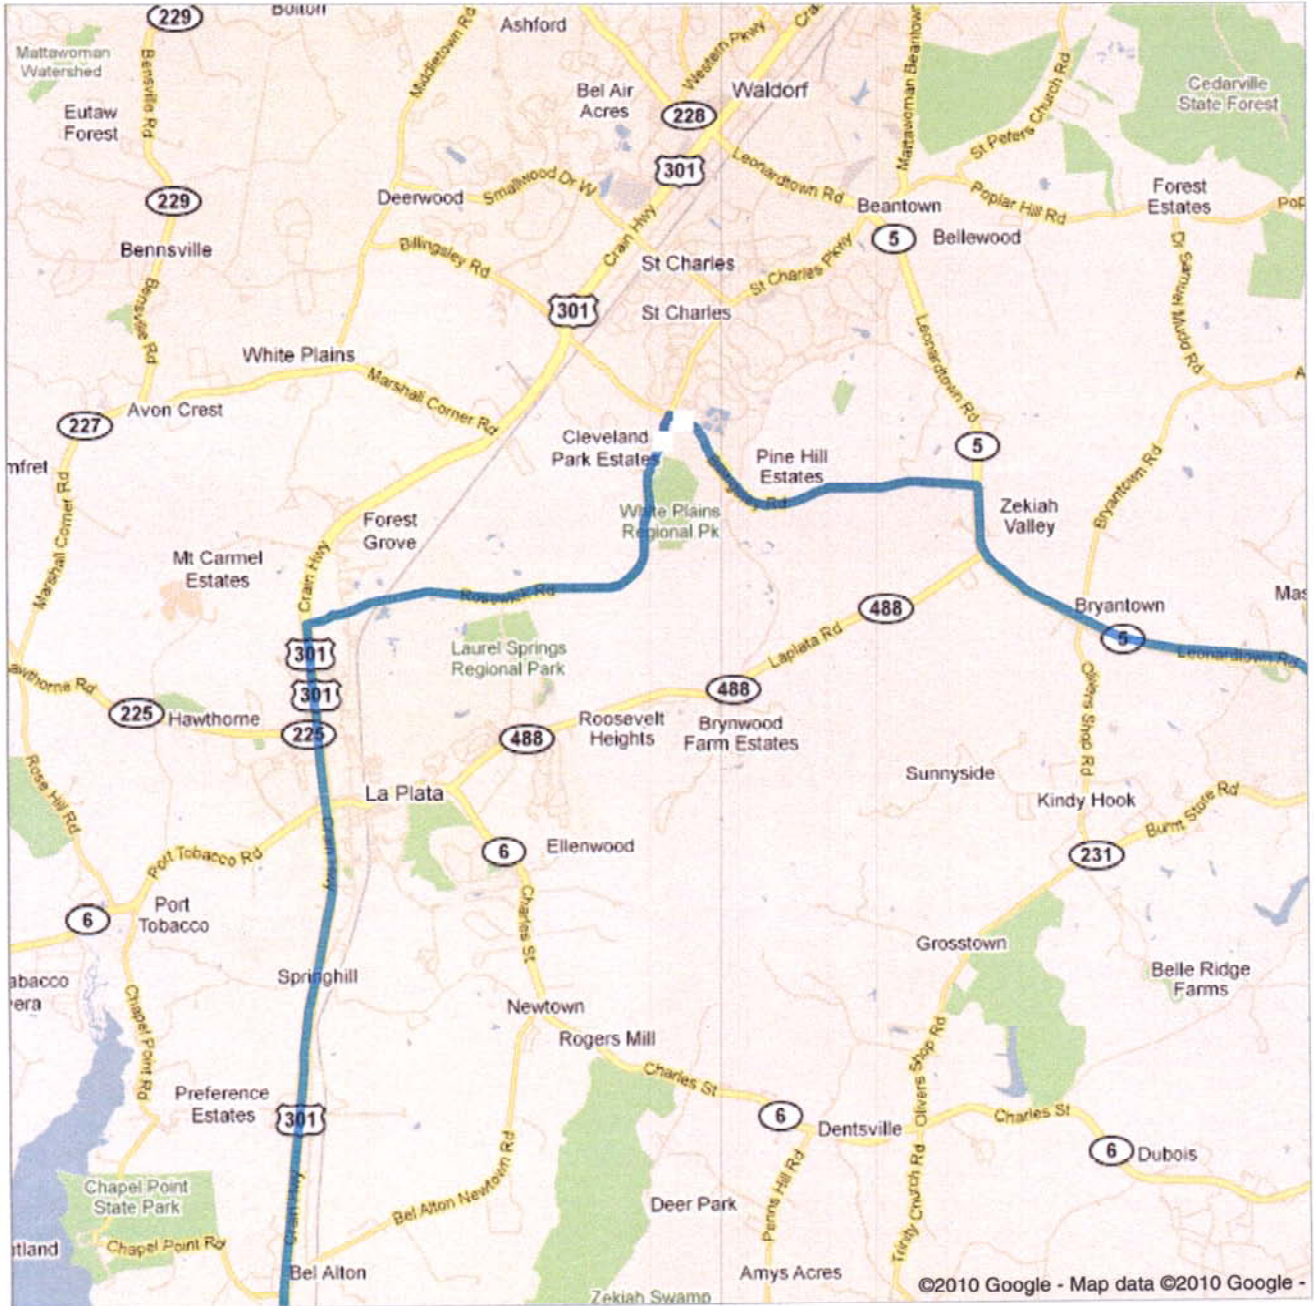 229
Bolton
Ashford
Middletown Rd
Western Pkwy
Mattawoman
Watershed
Bensville Rd
Eutaw
Forest
Bel Air
Acres
Waldorf
228
301
Mattawoman Beantown
St Peters Church Rd
Cedarville
State Forest
Leonardtown Rd
229
Deerwood
Smallwood Dr W
Beantown
Poplar Hill Rd
Forest
Estates
5
Bellewood
Bennsville
Billingsley Rd
Crain Hwy
St Charles
St Charles Pkwy
Dr Samuel Mudd Rd
Bensville Rd
301
St Charles
Leonardtown Rd
White Plains
Marshall Corner Rd
Avon Crest
227
Cleveland
Park Estates
Pine Hill
Estates
5
mfret
Marshall Corner Rd
White Plains
Regional Pk
Zekiah
Valley
Bryantown Rd
Forest
Grove
Mt Carmel
Estates
Crain Hwy
Rosewick Rd
488
Bryantown
5
Leonardtown Rd
301
Laurel Springs
Regional Park
Laplata Rd
awthorne Rd
301
488
225
Hawthorne
225
488
Roosevelt
Heights
Brynwood
Farm Estates
Olivers Shop Rd
Rose Hill Rd
Sunnyside
La Plata
Kindy Hook
Burnt Store Rd
Port Tobacco Rd
Crain Hwy
6
Ellenwood
231
6
Port
Tobacco
Charles St
Grosstown
Springhill
abacco
era
Belle Ridge
Farms
Chapel Point Rd
Newtown
Rogers Mill
Charles St
Olivers Shop Rd
Preference
Estates
301
6
Dentsville
Charles St
6
Dubois
Chapel Point
State Park
Crain Hwy
Bel Alton Newtown Rd
Deer Park
Penns Hill Rd
Trinity Church Rd
tland
Chapel Point Rd
Bel Alton
Amys Acres
Zekiah Swamp
©2010 Google - Map data ©2010 Google -